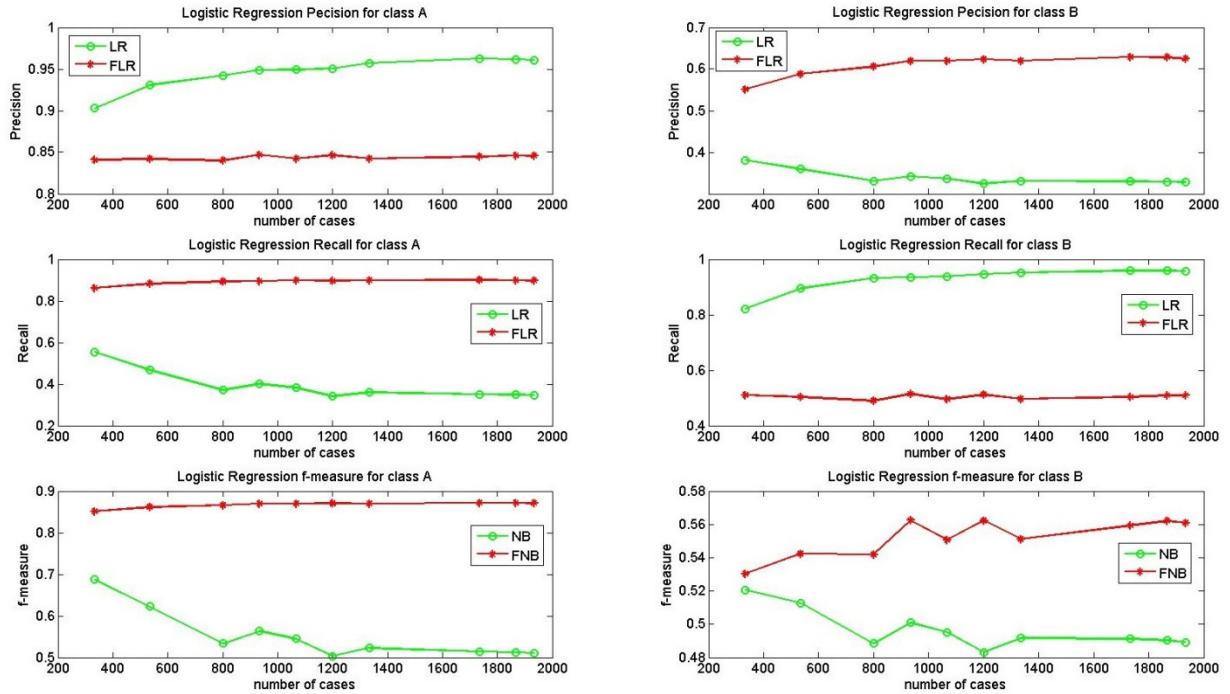 Logistic Regression Pecision for class A
1
0.95
0.9
0.85
0.8
Precision
LR
FLR
200 400 600 800 1000 1200 1400 1600 1800 2000
number of cases
Logistic Regression Pecision for class B
0.7
0.6
0.5
0.4
Precision
LR
FLR
200 400 600 800 1000 1200 1400 1600 1800 2000
number of cases
Logistic Regression Recall for class A
1
0.8
0.6
0.4
0.2
Recall
LR
FLR
200 400 600 800 1000 1200 1400 1600 1800 2000
number of cases
Logistic Regression Recall for class B
1
0.8
0.6
0.4
Recall
LR
FLR
200 400 600 800 1000 1200 1400 1600 1800 2000
number of cases
Logistic Regression f-measure for class A
0.9
0.8
0.7
0.6
0.5
f-measure
NB
FNB
200 400 600 800 1000 1200 1400 1600 1800 2000
number of cases
Logistic Regression f-measure for class B
0.58
0.56
0.54
0.52
0.5
0.48
f-measure
NB
FNB
200 400 600 800 1000 1200 1400 1600 1800 2000
number of cases